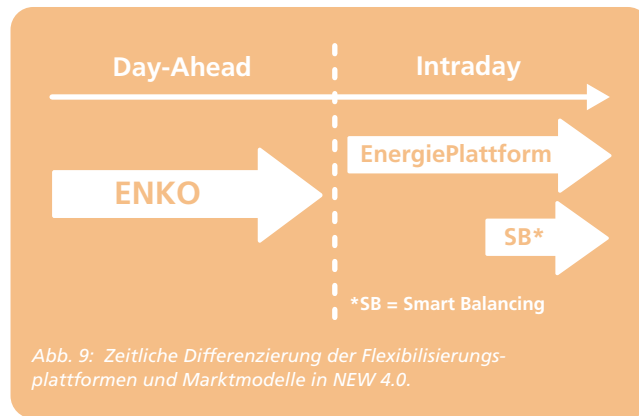 Day-Ahead
Intraday
EnergiePlattform
ENKO
SB*
*SB = Smart Balancing
Abb. 9: Zeitliche Differenzierung der Flexibilisierungs-
plattformen und Marktmodelle in NEW 4.0.